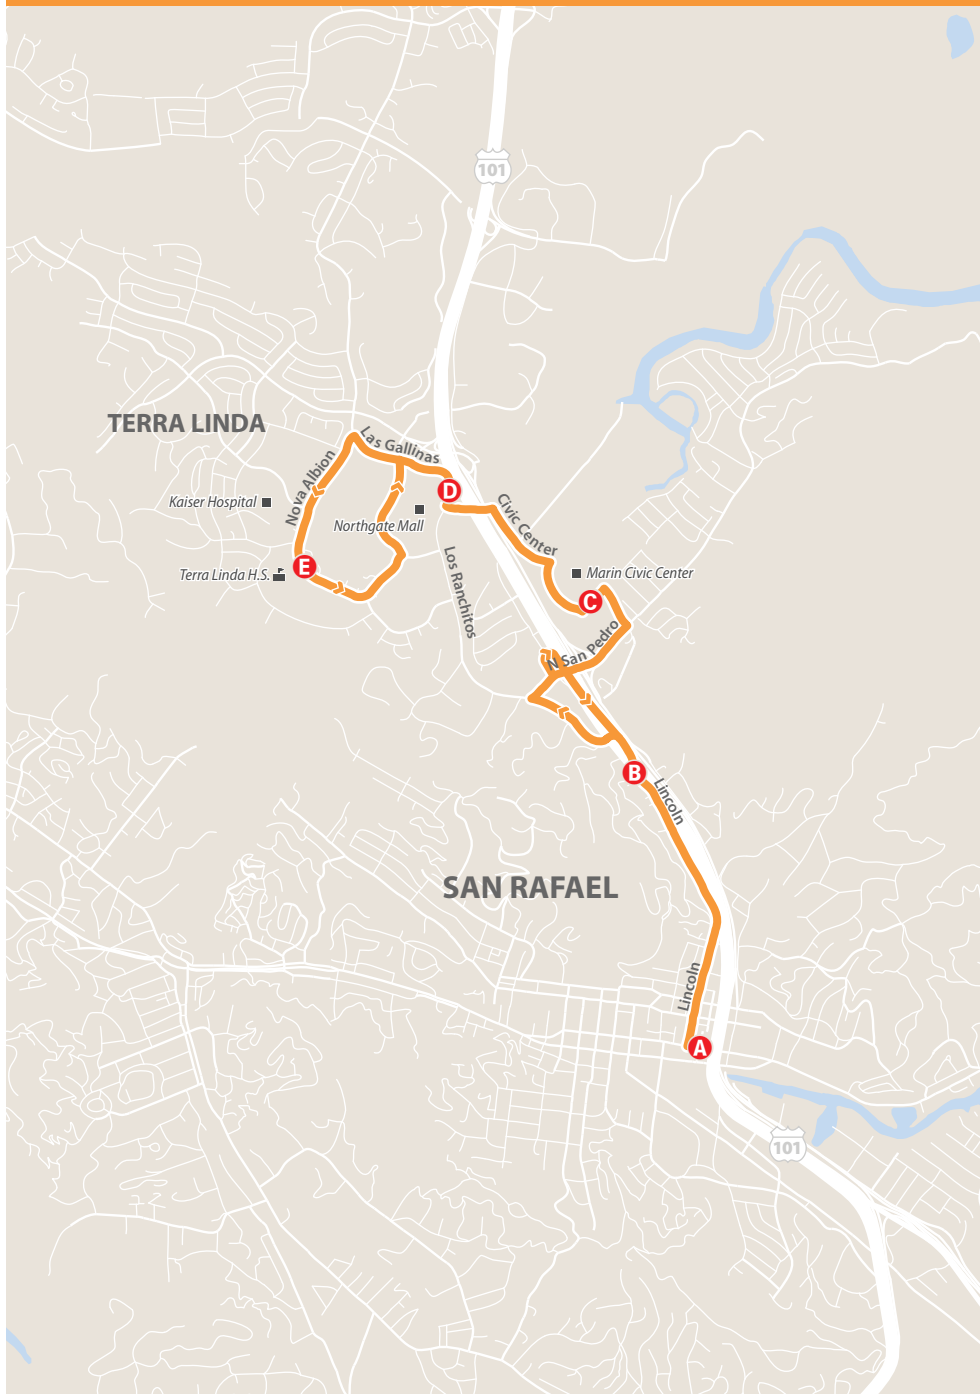 101
TERRA LINDA
Las Gallinas
Nova Albion
D
Kaiser Hospital
Northgate Mall
Civic Center
Los Ranchitos
Terra Linda H.S.
E
Marin Civic Center
C
N San Pedro
B
Lincoln
SAN RAFAEL
Lincoln
A
101